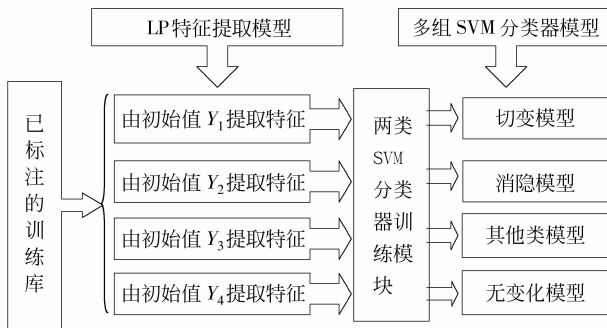 LP特征提取模型
多组SVM分类器模型
已标注的训练库
由初始值 Y1 提取特征
由初始值 Y2 提取特征
由初始值 Y3 提取特征
由初始值 Y4 提取特征
两类
SVM
分类
器训
练模
块
切变模型
消隐模型
其他类模型
无变化模型